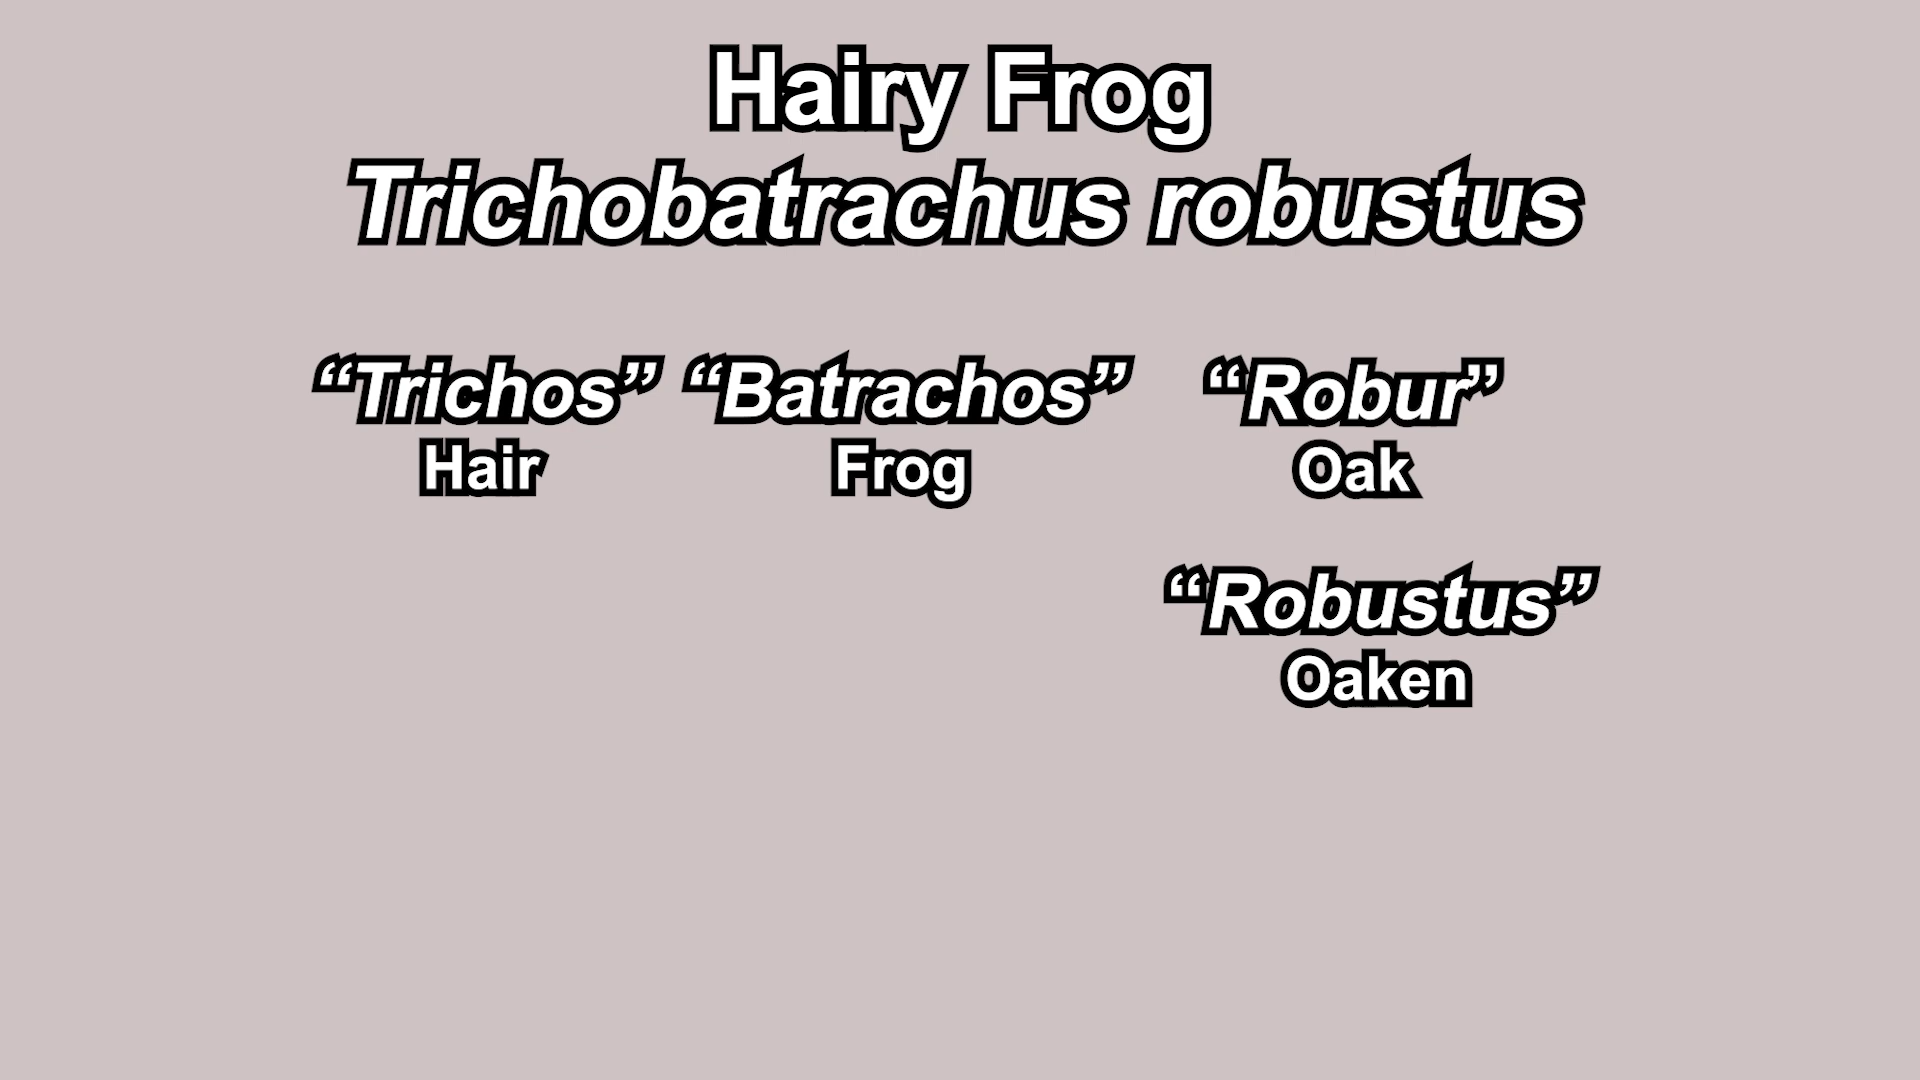 Hairy Frog
Trichobatrachus robustus
“Trichos” “Batrachos” “Robur”
Hair Frog Oak
“Robustus”
Oaken